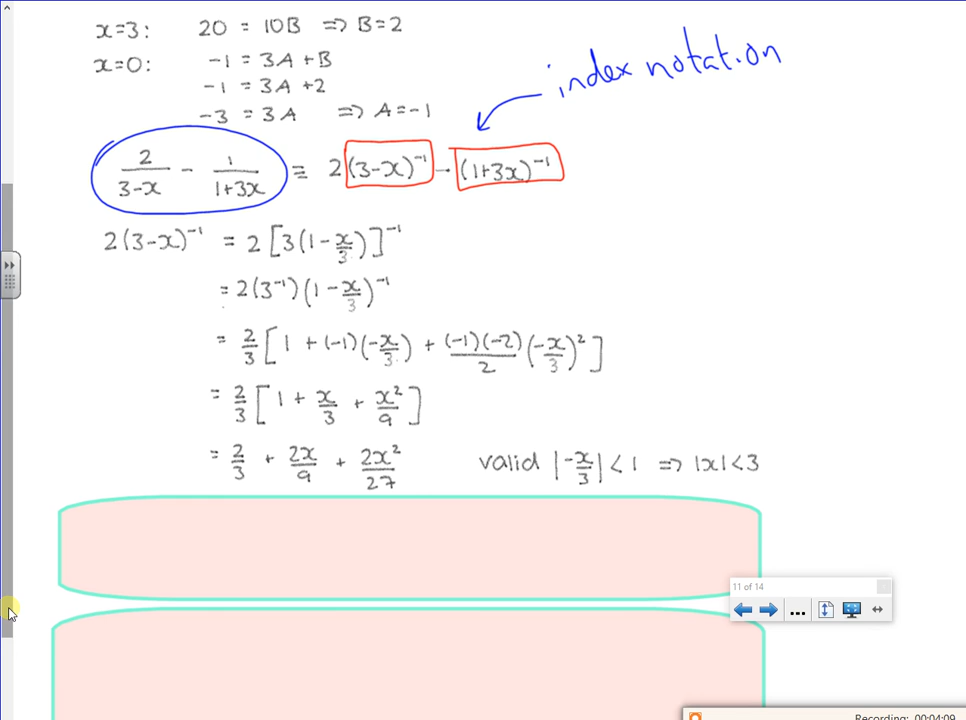 x=3: 20 = 10B ⇒ B=2
x=0: -1 = 3A+B
-1 = 3A+2
-3 = 3A ⇒ A=-1
index notation
2/(3-x) - 1/(1+3x) ≡ 2(3-x)⁻¹ - (1+3x)⁻¹
2(3-x)⁻¹ = 2[3(1-x/3)]⁻¹
= 2(3⁻¹)(1-x/3)⁻¹
= 2/3 [1 + (-1)(-x/3) + (-1)(-2)/2 (-x/3)²]
= 2/3 [1 + x/3 + x²/9]
= 2/3 + 2x/9 + 2x²/27 valid |-x/3| < 1 ⇒ |x| < 3
11 of 14
Recording: 00:04:09